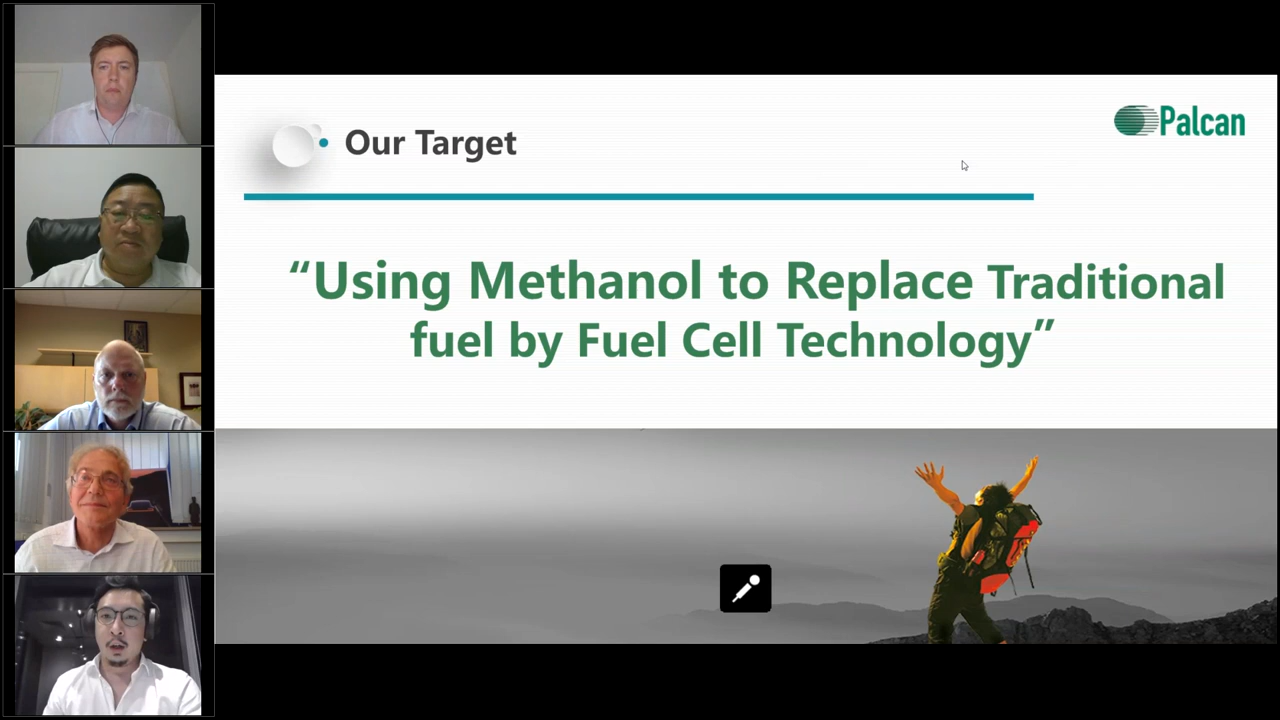 Our Target
Palcan
“Using Methanol to Replace Traditional
fuel by Fuel Cell Technology”